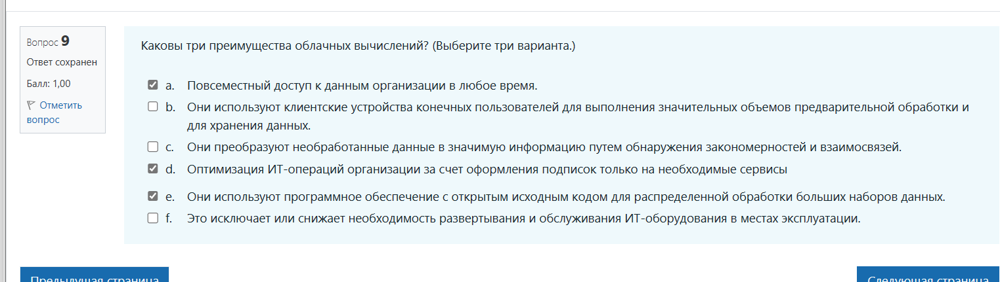 Вопрос 9
Ответ сохранен
Балл: 1,00
Отметить
вопрос
Каковы три преимущества облачных вычислений? (Выберите три варианта.)
a. Повсеместный доступ к данным организации в любое время.
b. Они используют клиентские устройства конечных пользователей для выполнения значительных объемов предварительной обработки и
для хранения данных.
c. Они преобразуют необработанные данные в значимую информацию путем обнаружения закономерностей и взаимосвязей.
d. Оптимизация ИТ-операций организации за счет оформления подписок только на необходимые сервисы
e. Они используют программное обеспечение с открытым исходным кодом для распределенной обработки больших наборов данных.
f. Это исключает или снижает необходимость развертывания и обслуживания ИТ-оборудования в местах эксплуатации.
Предыдущая страница
Следующая страница